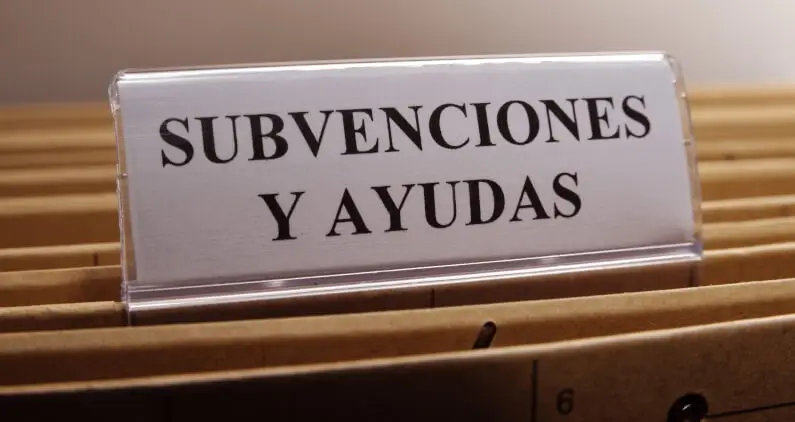 SUBVENCIONES
Y AYUDAS
6